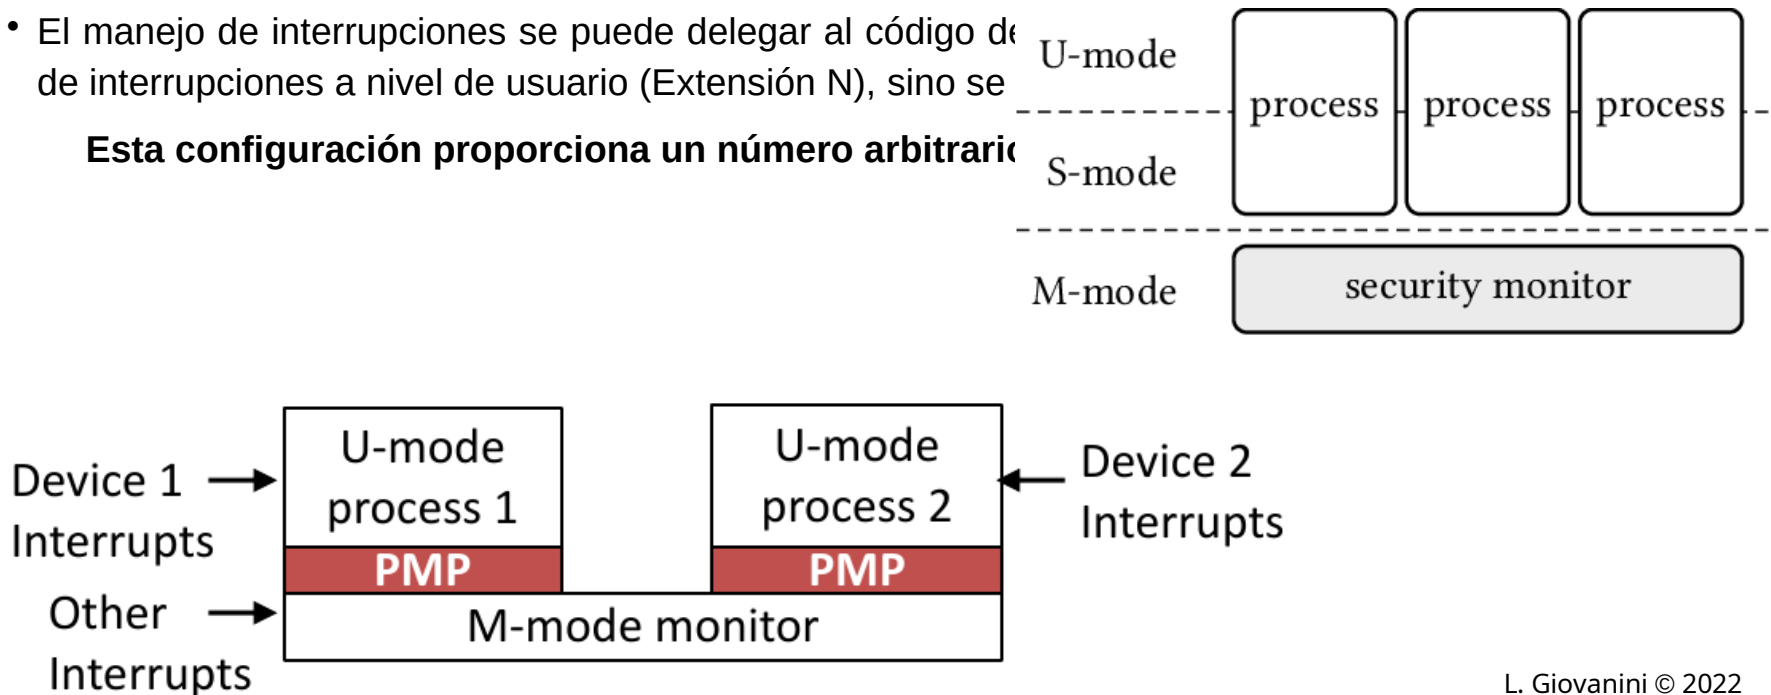 • El manejo de interrupciones se puede delegar al código de
de interrupciones a nivel de usuario (Extensión N), sino se
Esta configuración proporciona un número arbitrario
U-mode
process process process
S-mode
M-mode
security monitor
U-mode
process 1
U-mode
process 2
Device 1
Interrupts
Device 2
Interrupts
PMP
PMP
Other
Interrupts
M-mode monitor
L. Giovanini © 2022